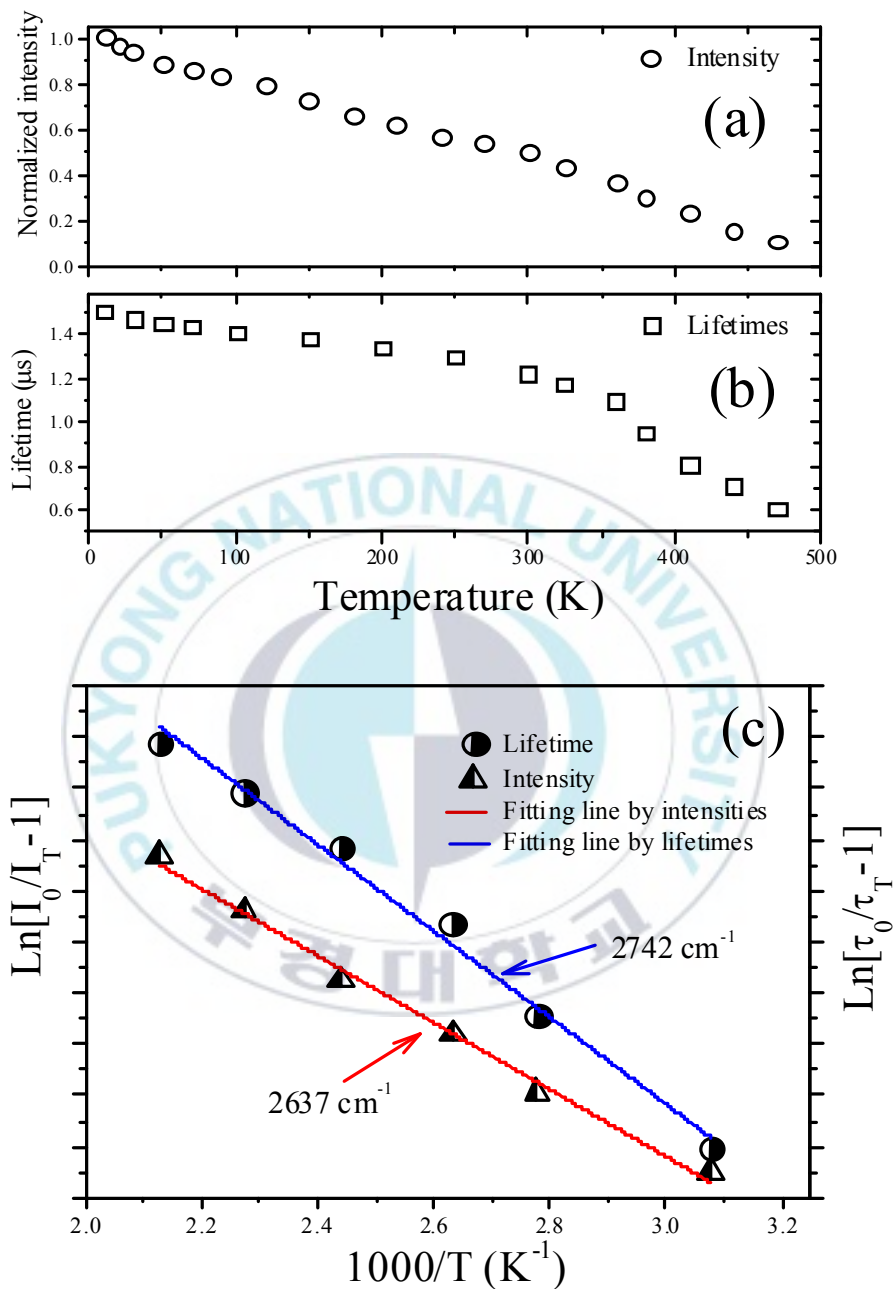 (a)
Intensity
Normalized intensity
1.0
0.8
0.6
0.4
0.2
0.0
(b)
Lifetimes
Lifetime (μs)
1.4
1.2
1.0
0.8
0.6
0 100 200 300 400 500
Temperature (K)
PUKYONG NATIONAL UNIVERSITY
부경대학교
(c)
Lifetime
Intensity
Fitting line by intensities
Fitting line by lifetimes
Ln[I0/IT-1]
Ln[τ0/τT-1]
2742 cm-1
2637 cm-1
2.0 2.2 2.4 2.6 2.8 3.0 3.2
1000/T (K-1)